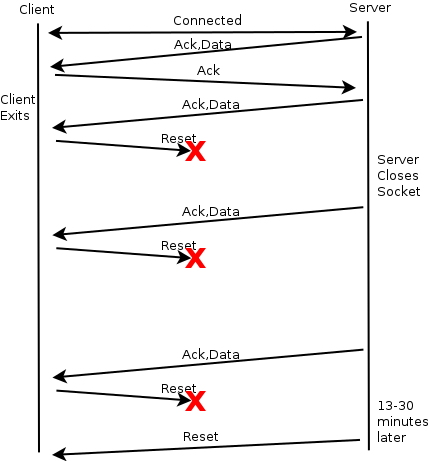 Client
Server
Connected
Ack,Data
Ack
Client
Exits
Ack,Data
Reset
X
Server
Closes
Socket
Ack,Data
Reset
X
Ack,Data
Reset
X
13-30
minutes
later
Reset